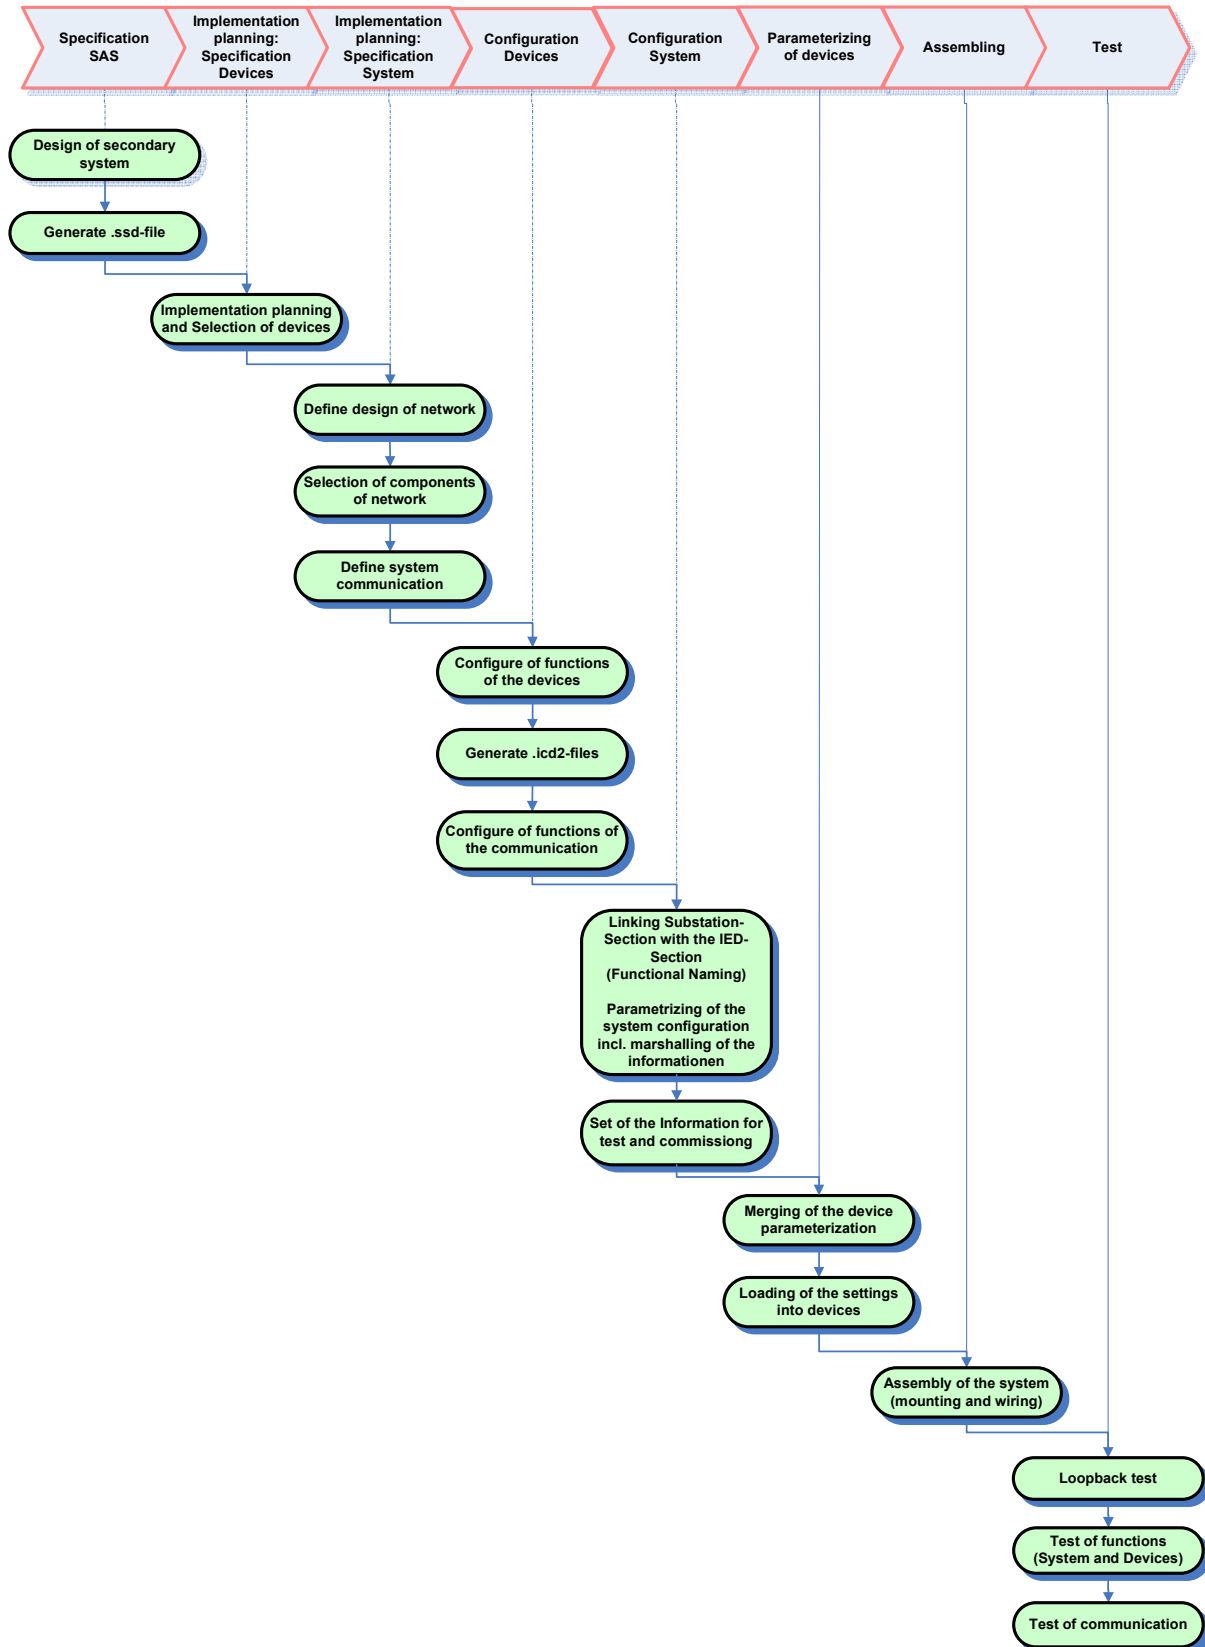 Specification
SAS
Implementation
planning:
Specification
Devices
Implementation
planning:
Specification
System
Configuration
Devices
Configuration
System
Parameterizing
of devices
Assembling
Test
Design of secondary
system
Generate .ssd-file
Implementation planning
and Selection of devices
Define design of network
Selection of components
of network
Define system
communication
Configure of functions
of the devices
Generate .icd2-files
Configure of functions of
the communication
Linking Substation-
Section with the IED-
Section
(Functional Naming)
Parametrizing of the
system configuration
incl. marshalling of the
informationen
Set of the Information for
test and commissiong
Merging of the device
parameterization
Loading of the settings
into devices
Assembly of the system
(mounting and wiring)
Loopback test
Test of functions
(System and Devices)
Test of communication